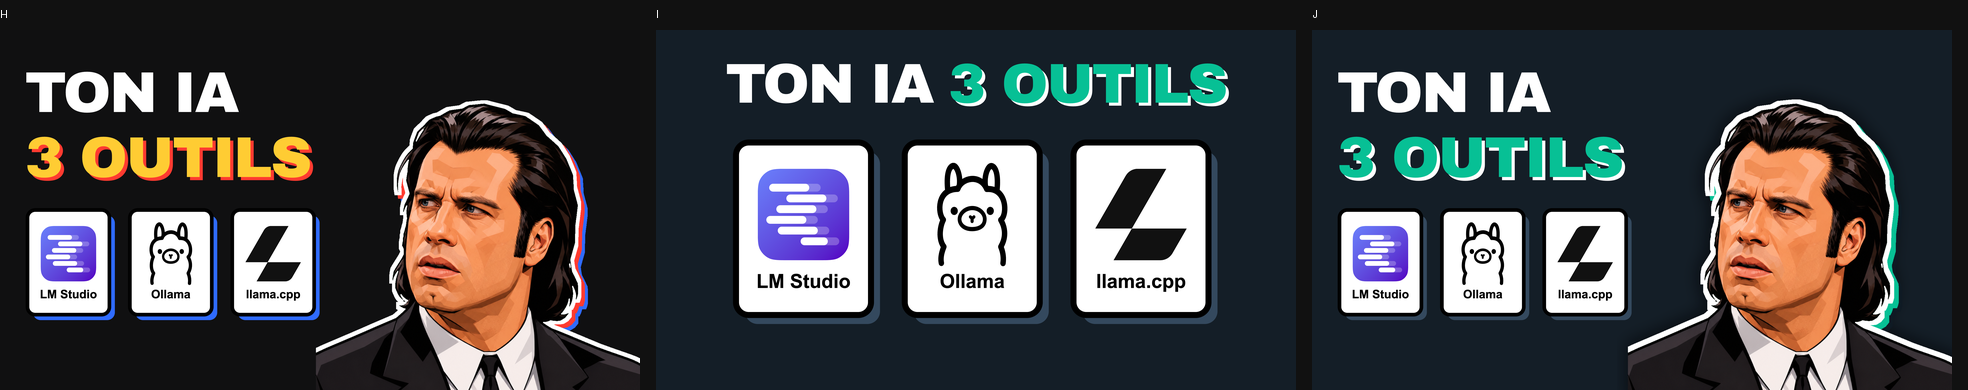 H
TON IA
3 OUTILS
LM Studio
Ollama
llama.cpp
I
TON IA 3 OUTILS
LM Studio
Ollama
llama.cpp
J
TON IA
3 OUTILS
LM Studio
Ollama
llama.cpp